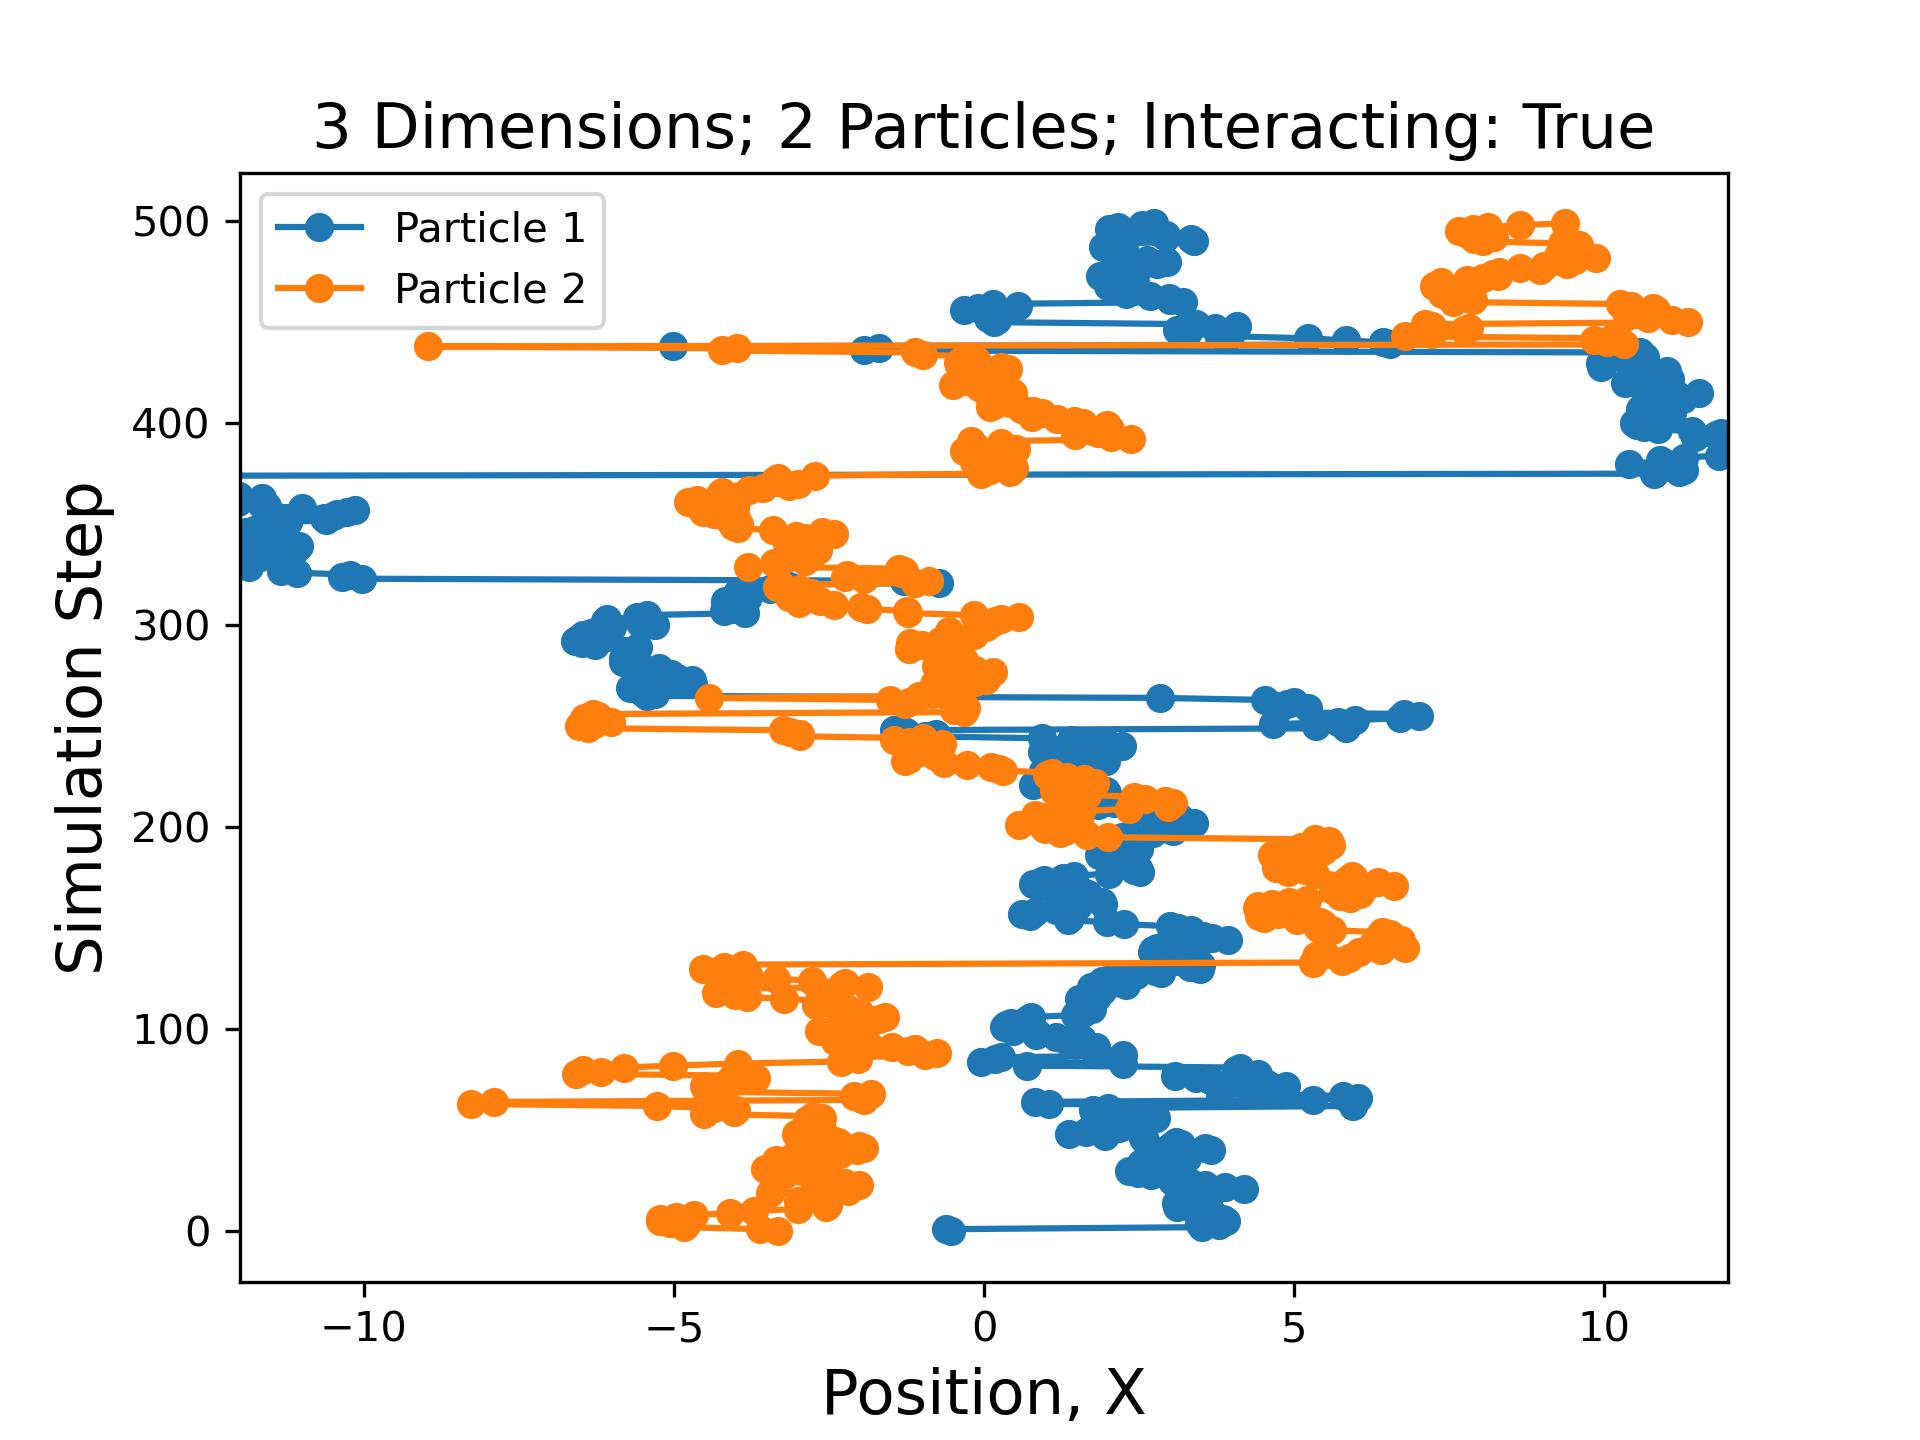 3 Dimensions; 2 Particles; Interacting: True
Particle 1
Particle 2
500
400
300
200
100
0
Simulation Step
−10
−5
0
5
10
Position, X